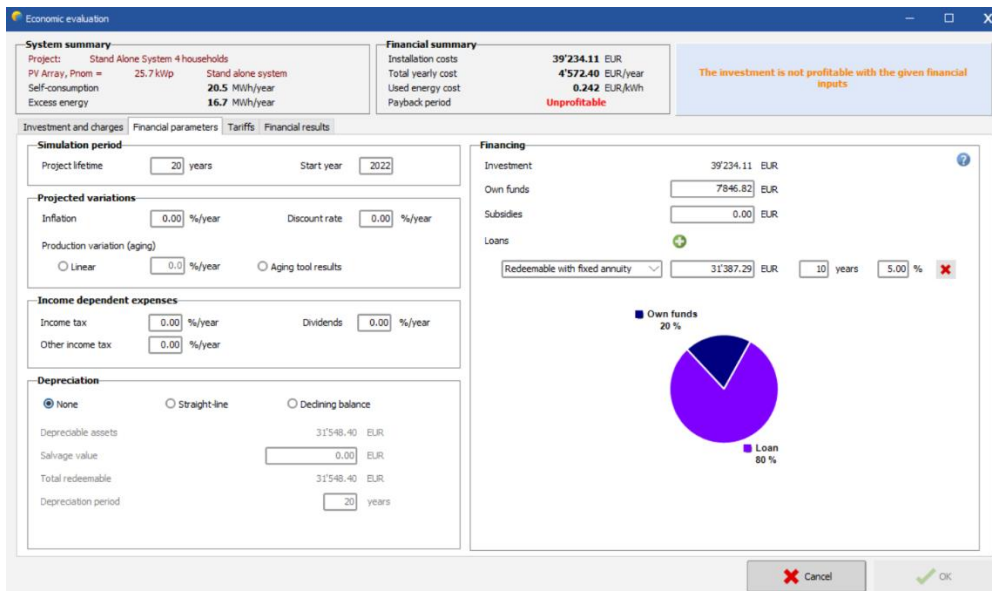 Economic evaluation
System summary
Project: Stand Alone System 4 households
PV Array, Pnom = 25.7 kWp Stand alone system
Self-consumption 20.5 MWh/year
Excess energy 16.7 MWh/year
Financial summary
Installation costs 39'234.11 EUR
Total yearly cost 4'572.40 EUR/year
Used energy cost 0.242 EUR/kWh
Payback period Unprofitable
The investment is not profitable with the given financial
inputs
Investment and charges Financial parameters Tariffs Financial results
Simulation period
Project lifetime 20 years Start year 2022
Projected variations
Inflation 0.00 %/year Discount rate 0.00 %/year
Production variation (aging)
Linear 0.0 %/year Aging tool results
Income dependent expenses
Income tax 0.00 %/year Dividends 0.00 %/year
Other income tax 0.00 %/year
Depreciation
None Straight-line Declining balance
Depreciable assets 31'548.40 EUR
Salvage value 0.00 EUR
Total redeemable 31'548.40 EUR
Depreciation period 20 years
Financing
Investment 39'234.11 EUR
Own funds 7846.82 EUR
Subsidies 0.00 EUR
Loans
Redeemable with fixed annuity 31'387.29 EUR 10 years 5.00 %
Own funds
20 %
Loan
80 %
Cancel OK